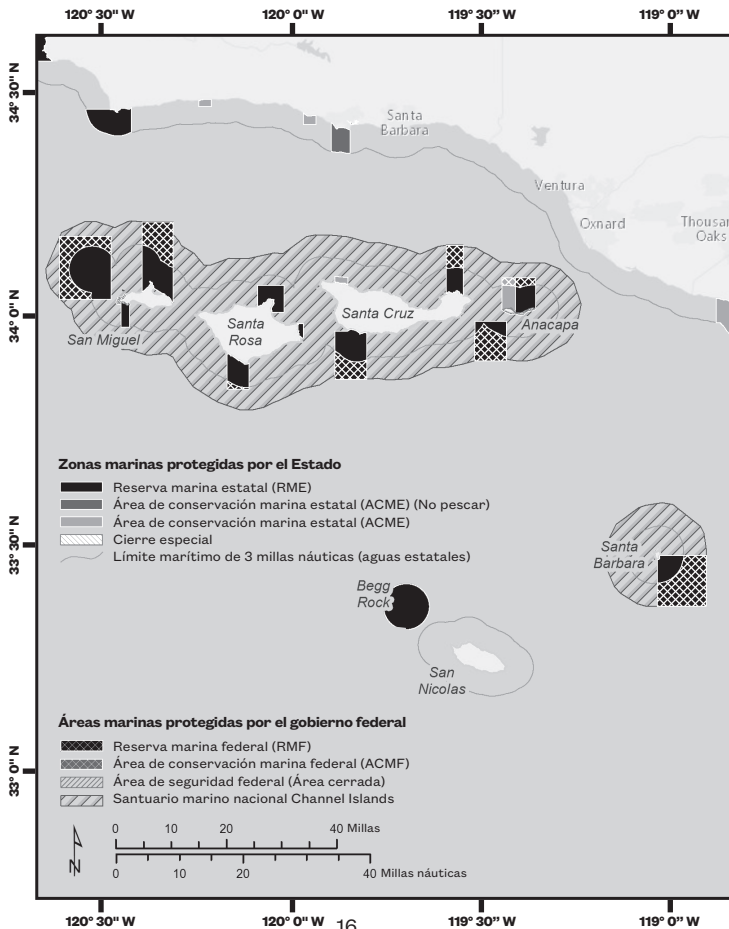 120° 30" W 120° 0" W 119° 30" W 119° 0" W
34° 30" N
Santa
Barbara
Ventura
Oxnard
Thousan
Oaks
34° 0" N
San Miguel
Santa
Rosa
Santa Cruz
Anacapa
Zonas marinas protegidas por el Estado
Reserva marina estatal (RME)
Área de conservación marina estatal (ACME) (No pescar)
Área de conservación marina estatal (ACME)
Cierre especial
Límite marítimo de 3 millas náuticas (aguas estatales)
33° 30" N
Santa
Barbara
Begg
Rock
San
Nicolas
Áreas marinas protegidas por el gobierno federal
Reserva marina federal (RMF)
Área de conservación marina federal (ACMF)
Área de seguridad federal (Área cerrada)
Santuario marino nacional Channel Islands
33° 0" N
N
0 10 20 40 Millas
0 10 20 40 Millas náuticas
120° 30" W 120° 0" W 119° 30" W 119° 0" W
16